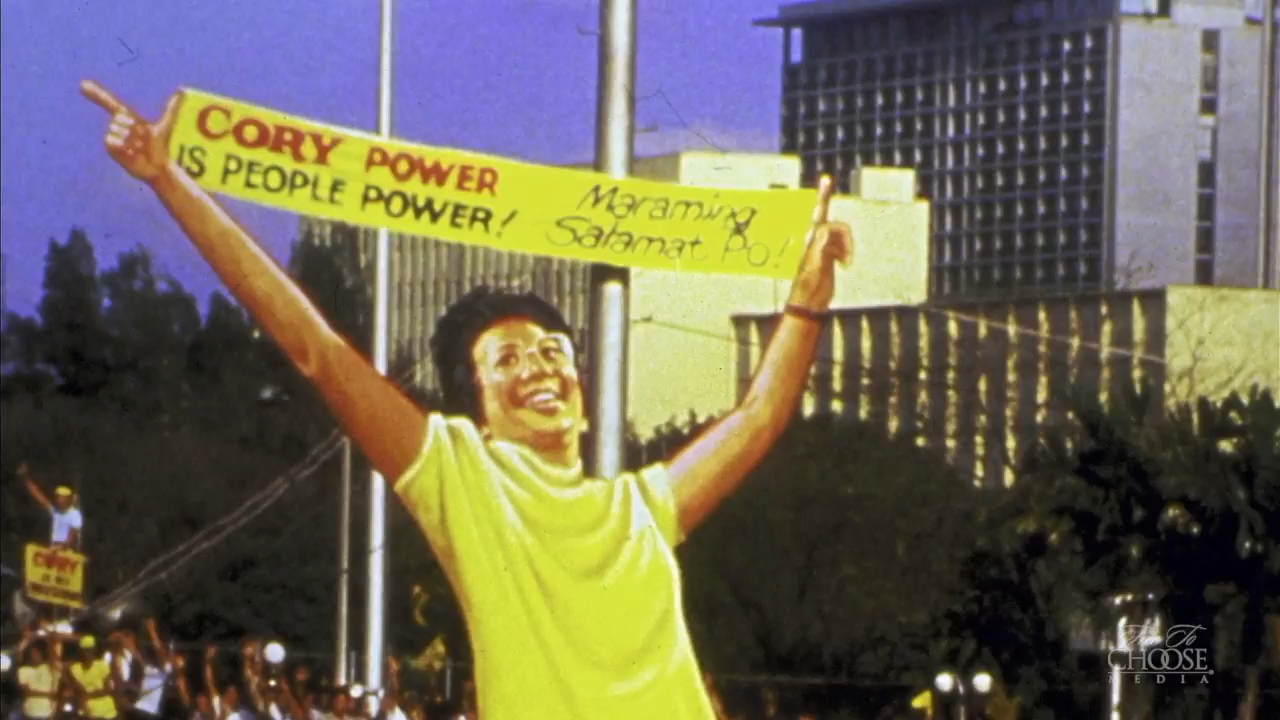 CORY POWER
IS PEOPLE POWER!
Maraming
Salamat Po!
CORY
Free To
CHOOSE
MEDIA